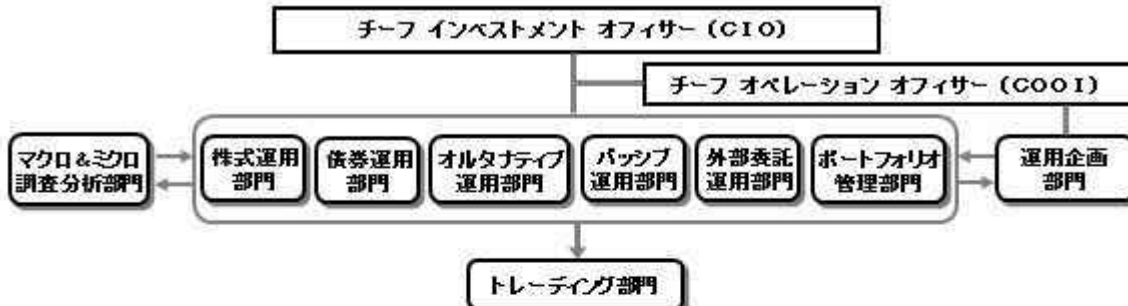 チーフ インベストメント オフィサー (CIO)
チーフ オペレーション オフィサー (COOI)
マクロ&ミクロ
調査分析部門
株式運用
部門
債券運用
部門
オルタナティブ
運用部門
パッシブ
運用部門
外部委託
運用部門
ポートフォリオ
管理部門
運用企画
部門
トレーディング部門